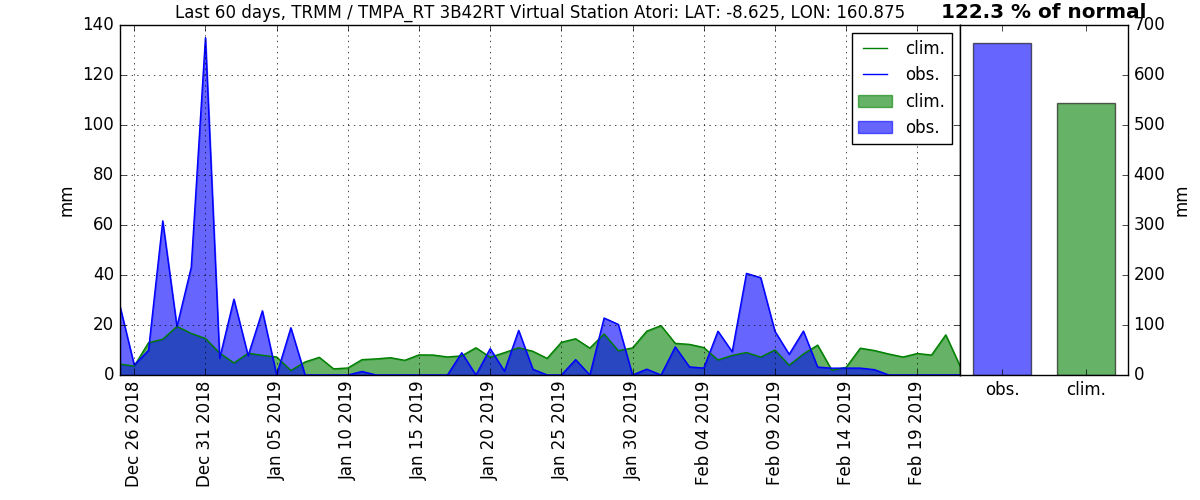 Last 60 days, TRMM / TMPA_RT 3B42RT Virtual Station Atori: LAT: -8.625, LON: 160.875
122.3 % of normal
140
120
100
80
60
40
20
0
mm
clim.
obs.
clim.
obs.
Dec 26 2018
Dec 31 2018
Jan 05 2019
Jan 10 2019
Jan 15 2019
Jan 20 2019
Jan 25 2019
Jan 30 2019
Feb 04 2019
Feb 09 2019
Feb 14 2019
Feb 19 2019
700
600
500
400
300
200
100
0
mm
obs.
clim.